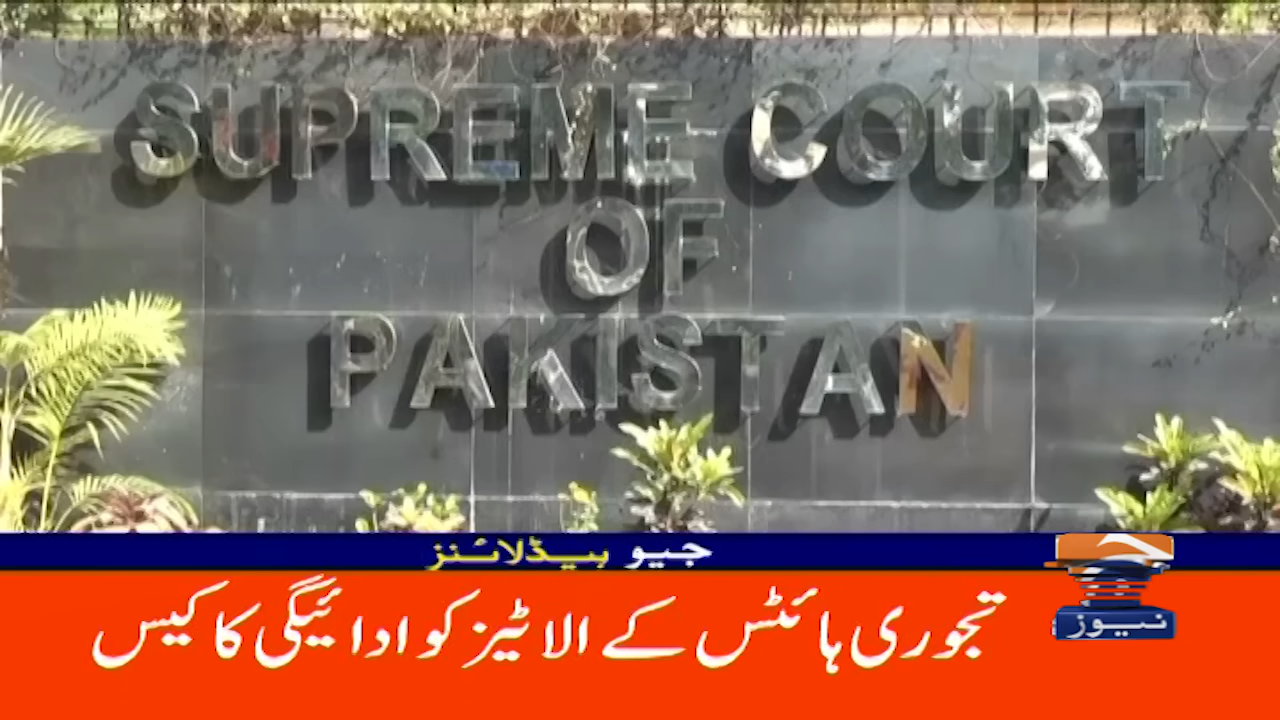 SUPREME COURT
OF
PAKISTAN
جیو ہیڈلائنز
نیوز
تجوری ہائٹس کے الاٹیز کو ادائیگی کا کیس